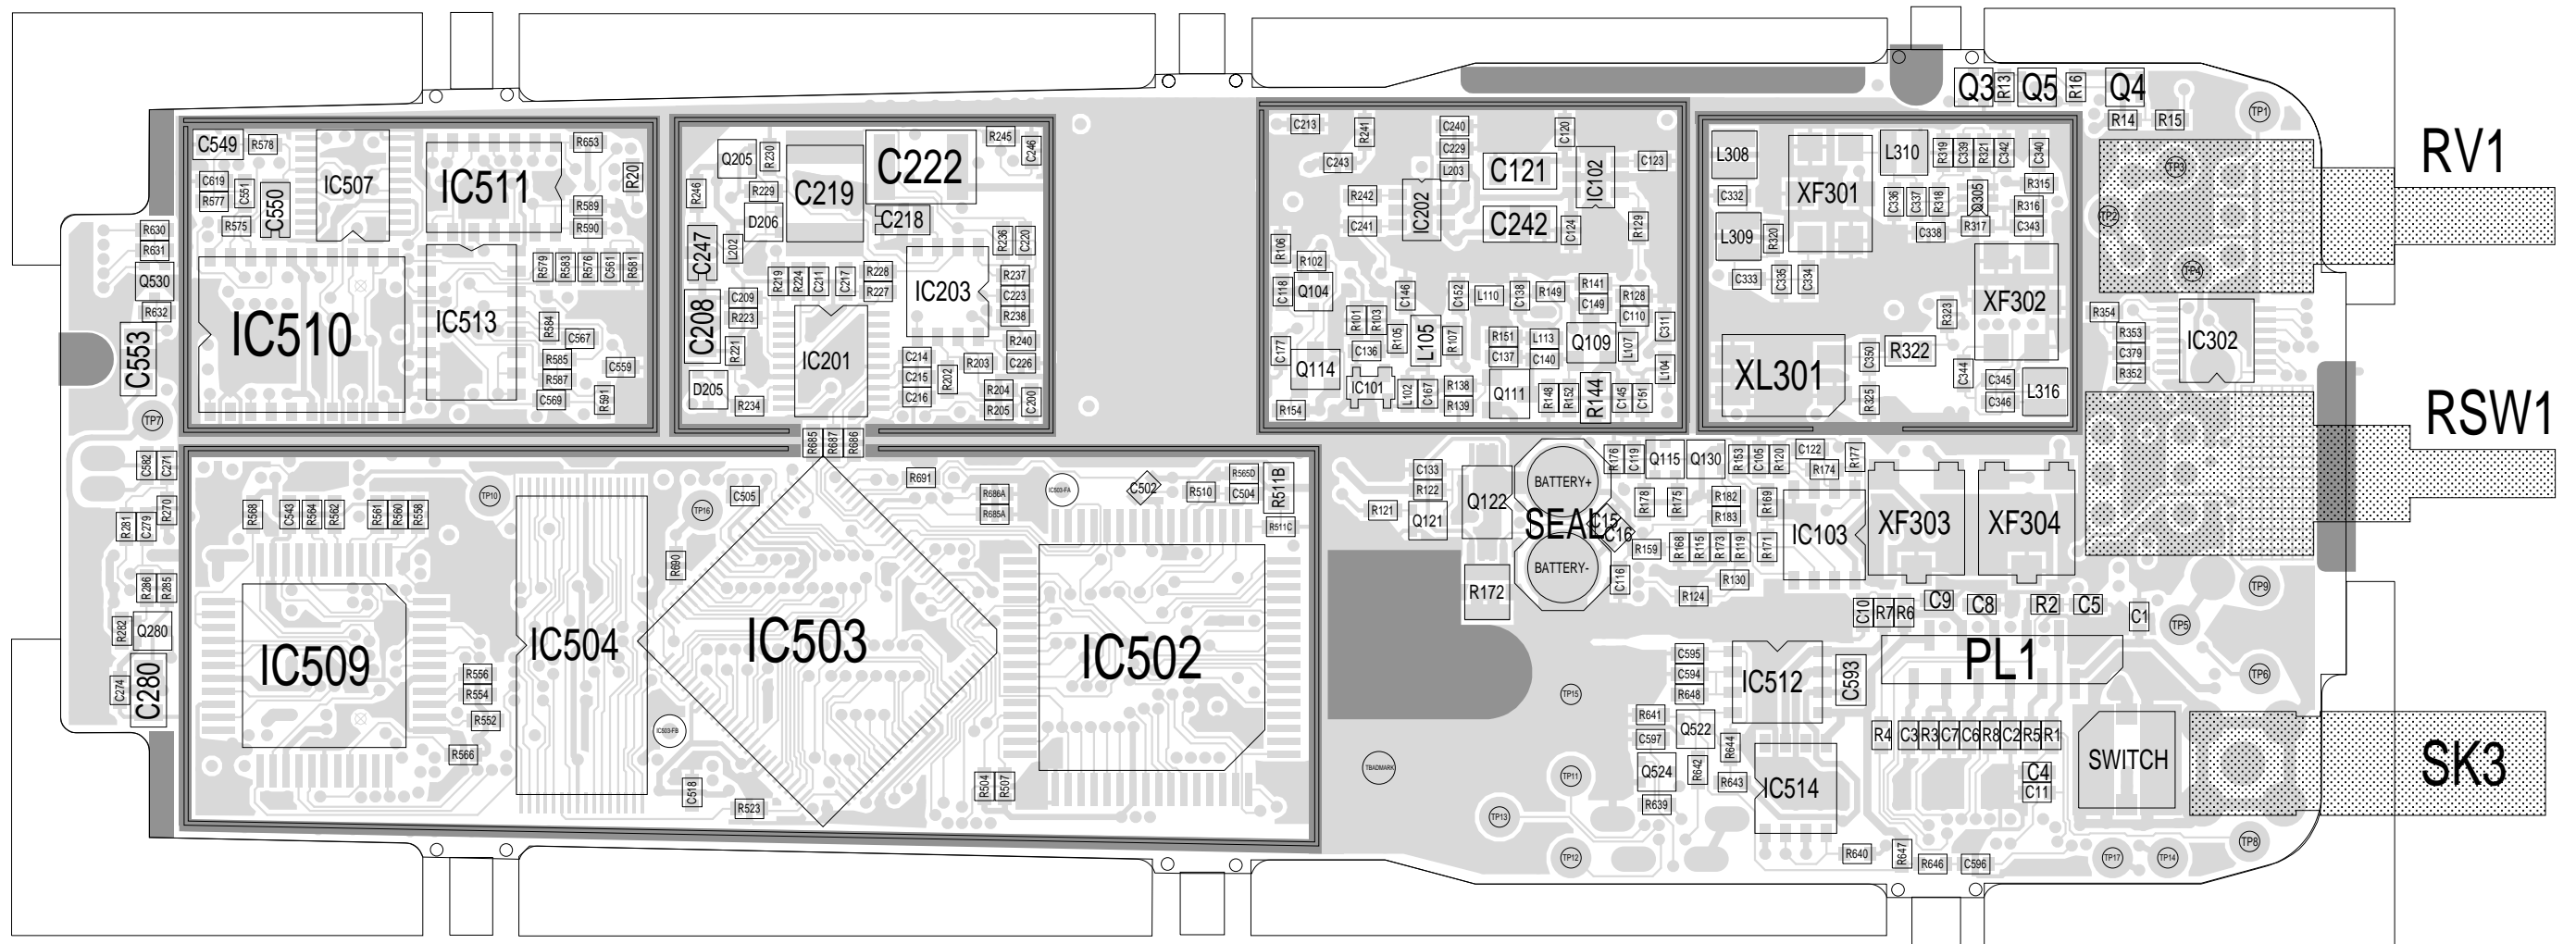 Q3 R13 Q5 R16 Q4
R14 R15 TP1
RV1
TP3
TP2
TP4
C549 R578 IC507 IC511 R653
C619 R577 C551 C550 R20
R575 R589 R590
R630 R631 Q530 R632 C553
IC510 IC513
R579 R583 R576 C561 R581
R584 C567
R585 R587 C569 C559 R591
TP7
Q205 R230 C219 C222 R245 C246
R246 R229 D206 C218
C247 L202 R236 C220
R219 R224 C211 C217 R228 R227 IC203
R237 C223 R238
C208 C209 R223 R221 IC201
R240 C226
C214 C215 C216 R202 R203
R204 R205 C200
D205 R234
R685 R687 R686
C213 R241 C240 C229 L203 C120
C243 C121 IC102 C123
R242 C241 IC202 C242 C124 R129
R106 R102 C118 Q104
C146 C152 L110 C138 R149 R141 C149 R128 C110 C311
R101 R103 R105 L105 R107
R151 C137 L113 C140 Q109 L107 L104
C177 Q114 C136 IC101
L102 C167 R138 R139 Q111 R148 R152 R144 C145 C151
R154
L308 XF301 L310
R319 C339 R321 C342 C340
C332 C336 C337 R318 Q305 R315 R316 C343
L309 R320 C338 R317
C333 C335 C334 XF302
R323
XL301 C350 R322 R325
C344 C345 C346 L316
R354 R353 C379 R352 IC302
RSW1
C582 C271
R281 C279 R270
R286 R285
R282 Q280
C274 C280
R568 C543 R564 R562 R561 R560 R558
TP10 TP16 C505 R691
R686A R685A
IC503-FA C502 R510 R565D C504 R511B R511C
R690
IC509 IC504 IC503 IC502
R556 R554 R552 R566
IC503-FB
C518 R523 R504 R507
C133 R122 R121 Q121 Q122
BATTERY+
SEAL
BATTERY-
C15 C16
R172
R176 C119 Q115 Q130 R153 C105 R120 C122 R174 R177
R178 R175 R182 R183 R169
IC103 XF303 XF304
R159 R168 R115 R173 R119 R171
C116 R124 R130
TP9
C10 R7 R6 C9 C8 R2 C5 C1 TP5
C595 C594 R648 IC512 C593 PL1 TP6
TP15
R641 C597 Q522 R644
R4 C3 R3 C7 C6 R8 C2 R5 R1
SWITCH
SK3
TBADMARK TP11 Q524 R642 R643 IC514
C4 C11
R639
TP13
TP12
R640 R647 R646 C596
TP17 TP14 TP8